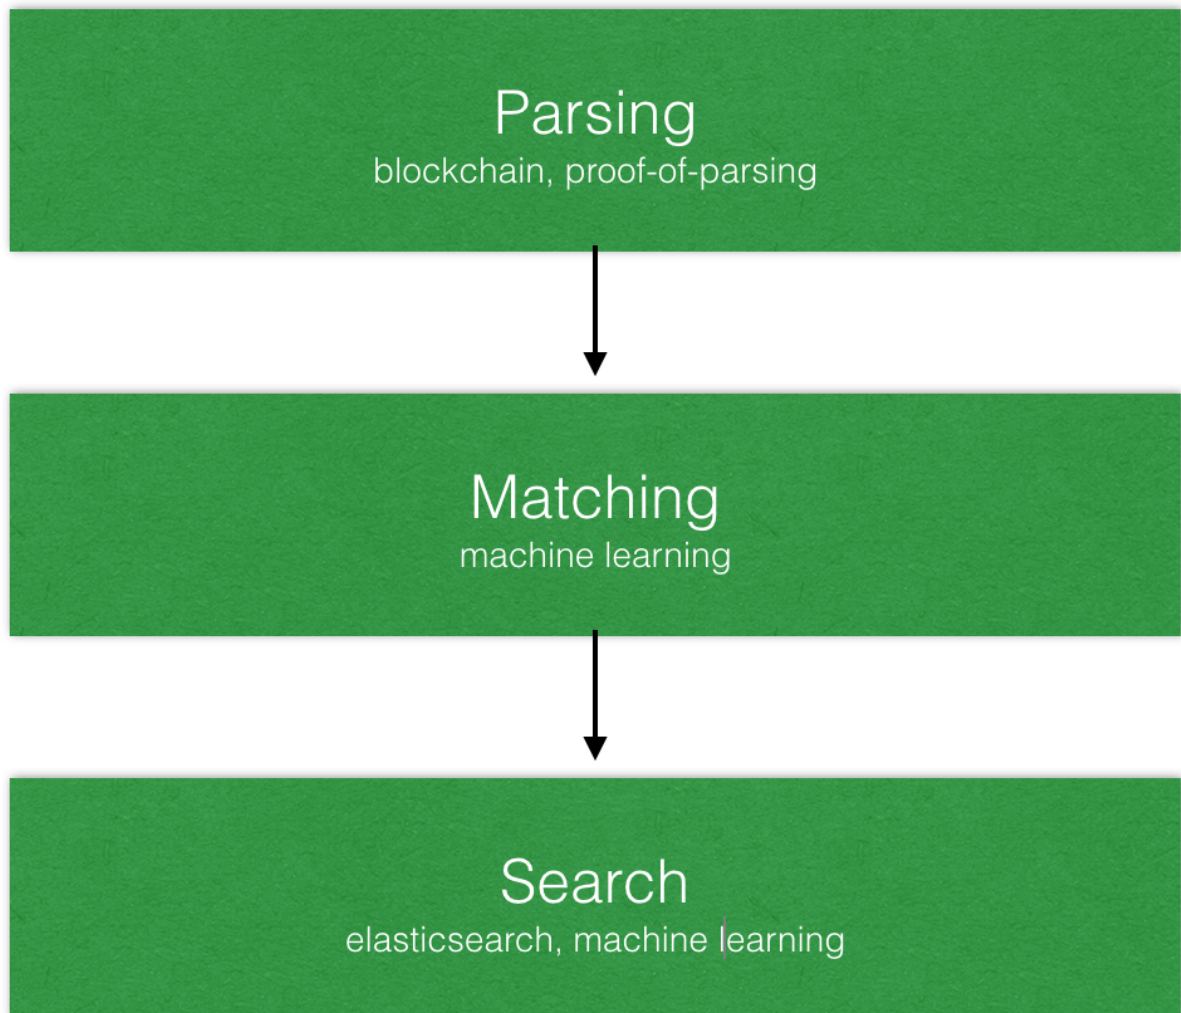 Parsing
blockchain, proof-of-parsing
Matching
machine learning
Search
elasticsearch, machine learning